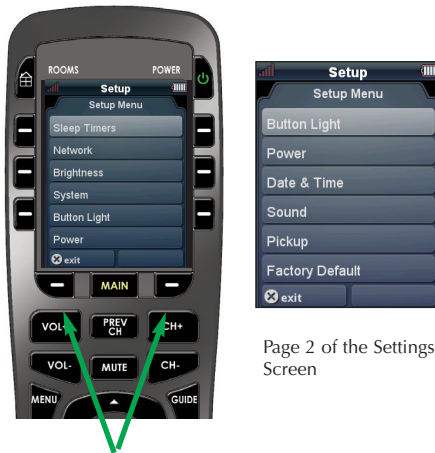 ROOMS POWER
Setup
Setup Menu
Sleep Timers
Network
Brightness
System
Button Light
Power
exit
MAIN
VOL+ PREV CH CH+
VOL- MUTE CH-
MENU GUIDE
Setup
Setup Menu
Button Light
Power
Date & Time
Sound
Pickup
Factory Default
exit
Page 2 of the Settings
Screen